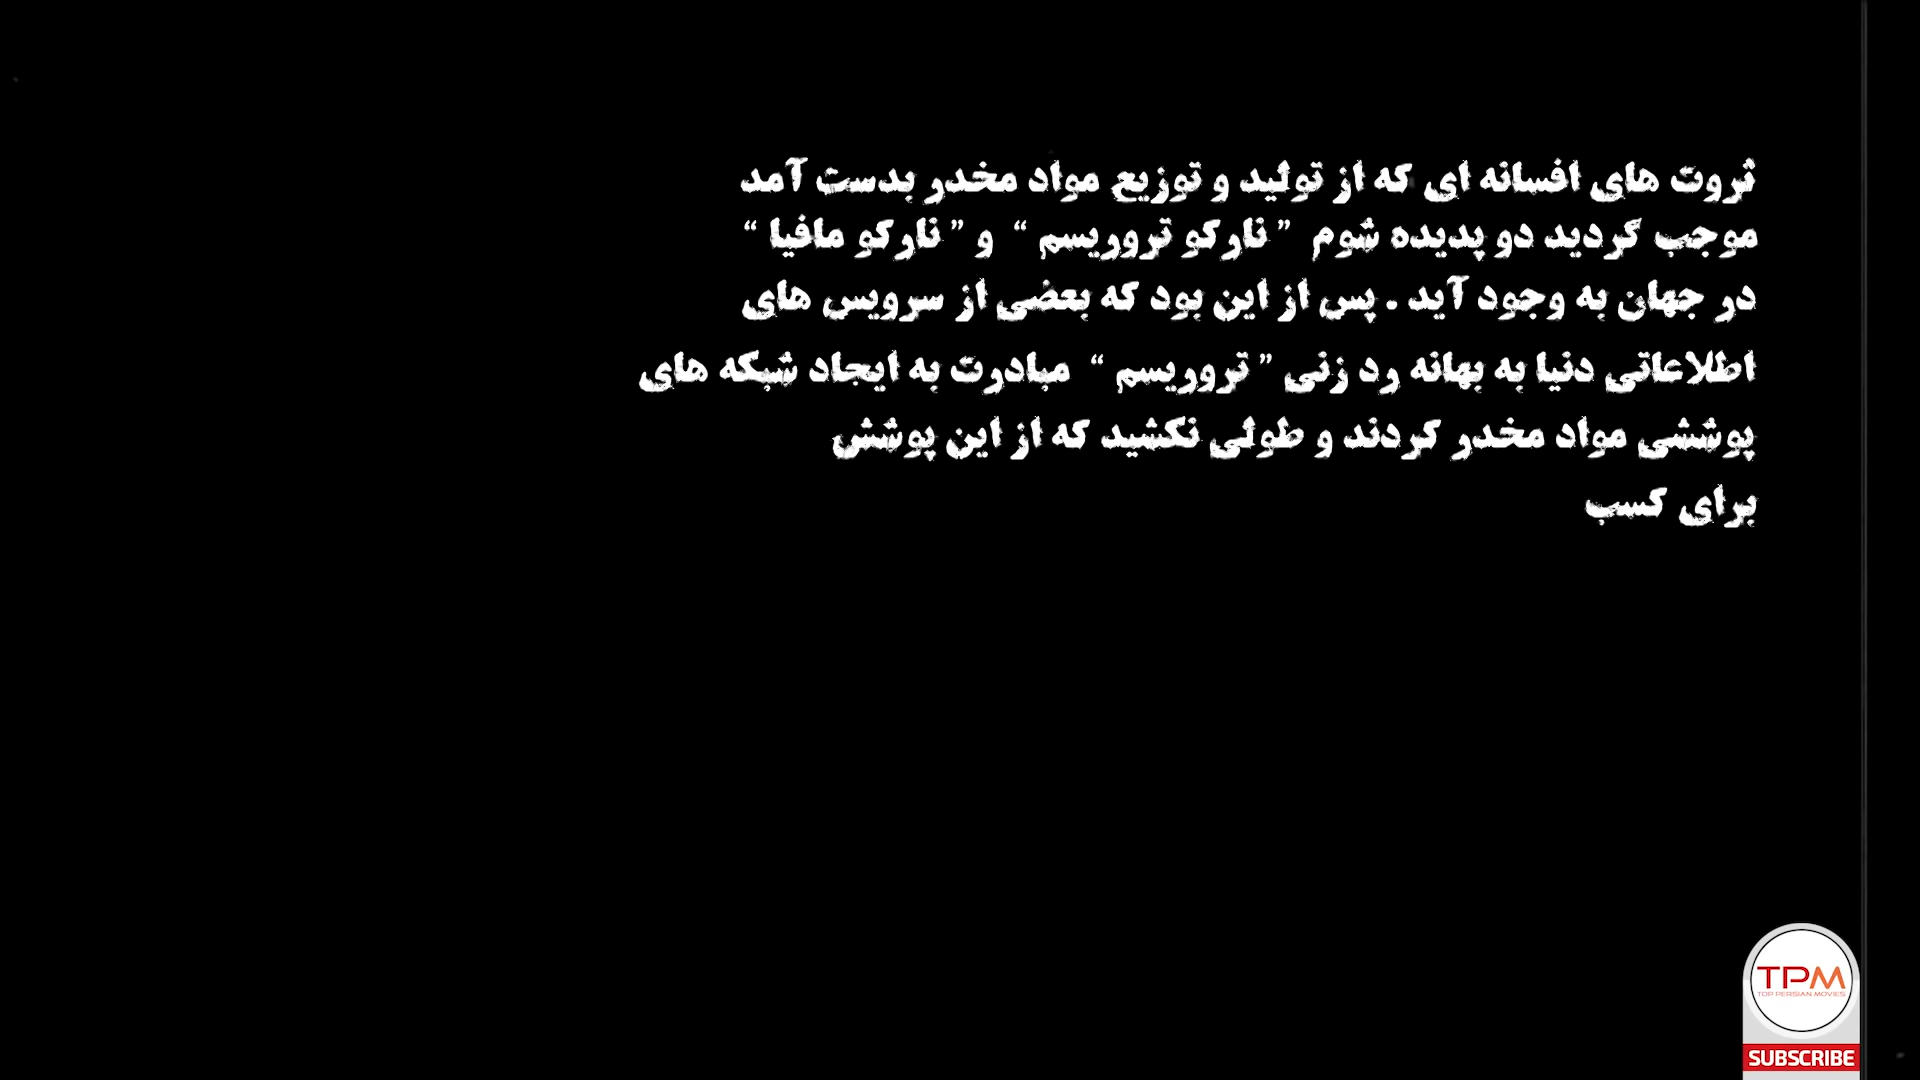 ثروت های افسانه ای که از تولید و توزیع مواد مخدر بدست آمد
موجب گردید دو پدیده شوم " نارکو تروریسم " و " نارکو مافیا "
در جهان به وجود آید . پس از این بود که بعضی از سرویس های
اطلاعاتی دنیا به بهانه رد زنی " تروریسم " مبادرت به ایجاد شبکه های
پوششی مواد مخدر کردند و طولی نکشید که از این پوشش
برای کسب
TPM
TOP PERSIAN MOVIES
SUBSCRIBE